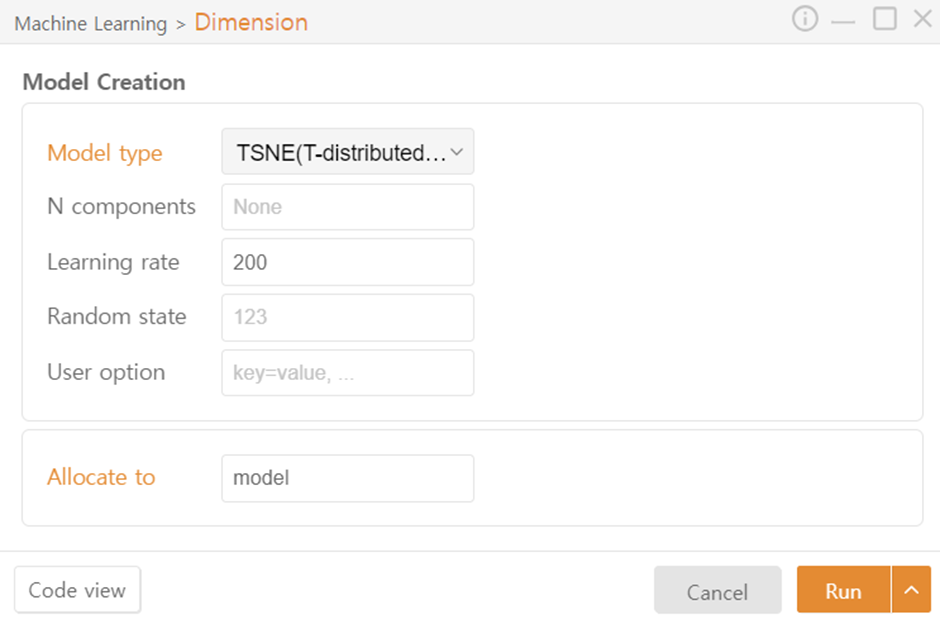 Machine Learning > Dimension
Model Creation
Model type TSNE(T-distributed...
N components None
Learning rate 200
Random state 123
User option key=value, ...
Allocate to model
Code view Cancel Run